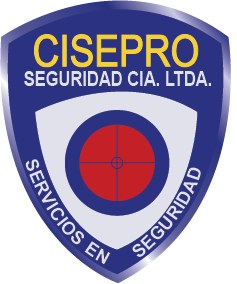 CISEPRO
SEGURIDAD CIA. LTDA.
SERVICIOS EN SEGURIDAD